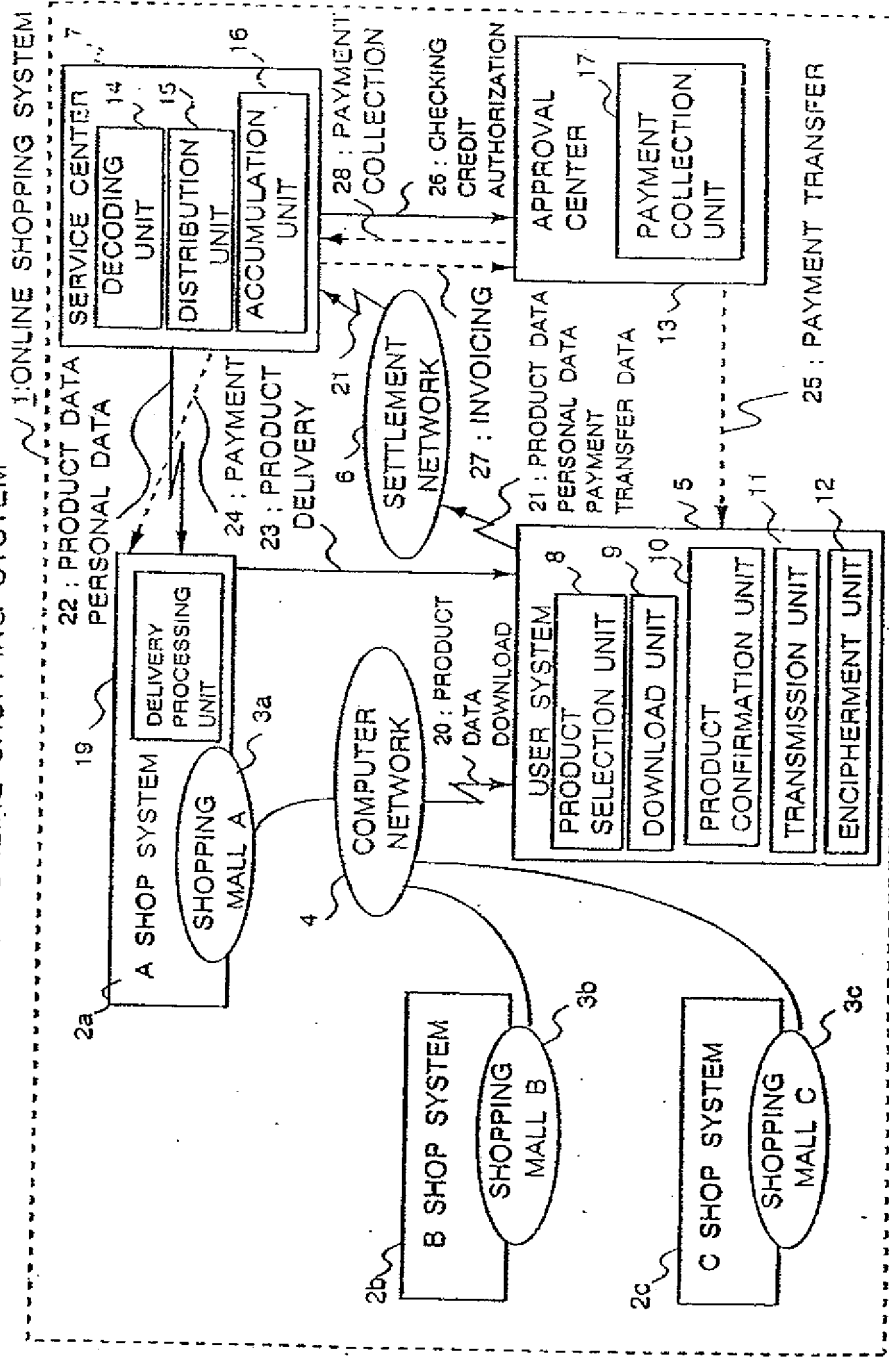 1:ONLINE SHOPPING SYSTEM
2a
A SHOP SYSTEM
19
DELIVERY
PROCESSING
UNIT
SHOPPING
MALL A
3a
22 : PRODUCT DATA
PERSONAL DATA
24 : PAYMENT
23 : PRODUCT
DELIVERY
SERVICE CENTER
7
DECODING
UNIT
14
DISTRIBUTION
UNIT
15
ACCUMULATION
UNIT
16
2b
B SHOP SYSTEM
SHOPPING
MALL B
3b
4
COMPUTER
NETWORK
6
SETTLEMENT
NETWORK
21
28 : PAYMENT
COLLECTION
26 : CHECKING
CREDIT
AUTHORIZATION
27 : INVOICING
20 : PRODUCT
DATA
DOWNLOAD
21 : PRODUCT DATA
PERSONAL DATA
PAYMENT
TRANSFER DATA
2c
C SHOP SYSTEM
SHOPPING
MALL C
3c
USER SYSTEM
5
PRODUCT
SELECTION UNIT
8
DOWNLOAD UNIT
9
PRODUCT
CONFIRMATION UNIT
10
TRANSMISSION UNIT
11
ENCIPHERMENT UNIT
12
APPROVAL
CENTER
13
17
PAYMENT
COLLECTION
UNIT
25 : PAYMENT TRANSFER